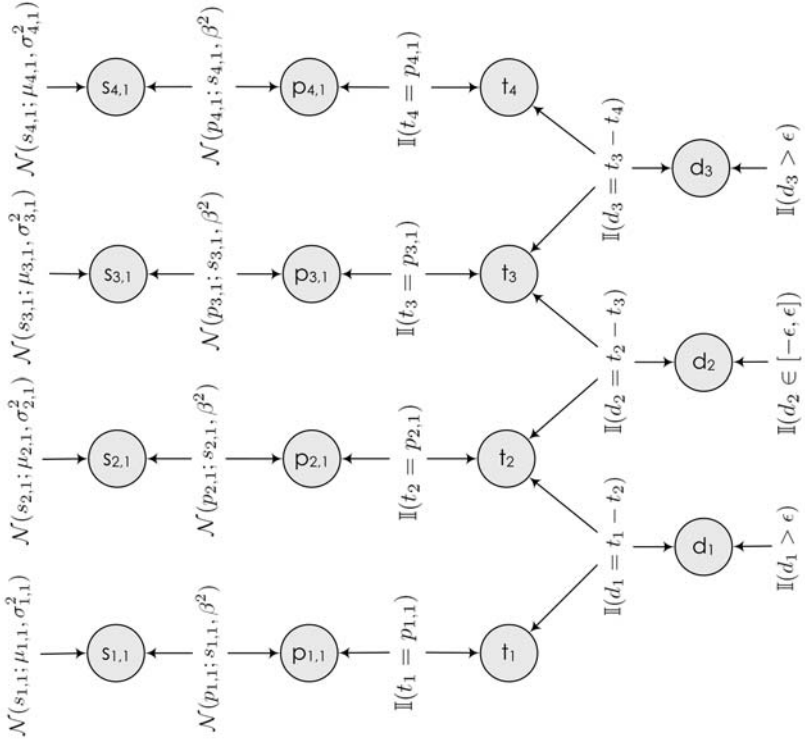 𝒩(s₄,₁; μ₄,₁, σ²₄,₁)
s₄,₁
𝒩(p₄,₁; s₄,₁, β²)
p₄,₁
𝕀(t₄ = p₄,₁)
t₄
𝕀(d₃ = t₃ − t₄)
d₃
𝕀(d₃ > ϵ)
𝒩(s₃,₁; μ₃,₁, σ²₃,₁)
s₃,₁
𝒩(p₃,₁; s₃,₁, β²)
p₃,₁
𝕀(t₃ = p₃,₁)
t₃
𝕀(d₂ = t₂ − t₃)
d₂
𝕀(d₂ ∈ [−ϵ, ϵ])
𝒩(s₂,₁; μ₂,₁, σ²₂,₁)
s₂,₁
𝒩(p₂,₁; s₂,₁, β²)
p₂,₁
𝕀(t₂ = p₂,₁)
t₂
𝕀(d₁ = t₁ − t₂)
d₁
𝕀(d₁ > ϵ)
𝒩(s₁,₁; μ₁,₁, σ²₁,₁)
s₁,₁
𝒩(p₁,₁; s₁,₁, β²)
p₁,₁
𝕀(t₁ = p₁,₁)
t₁